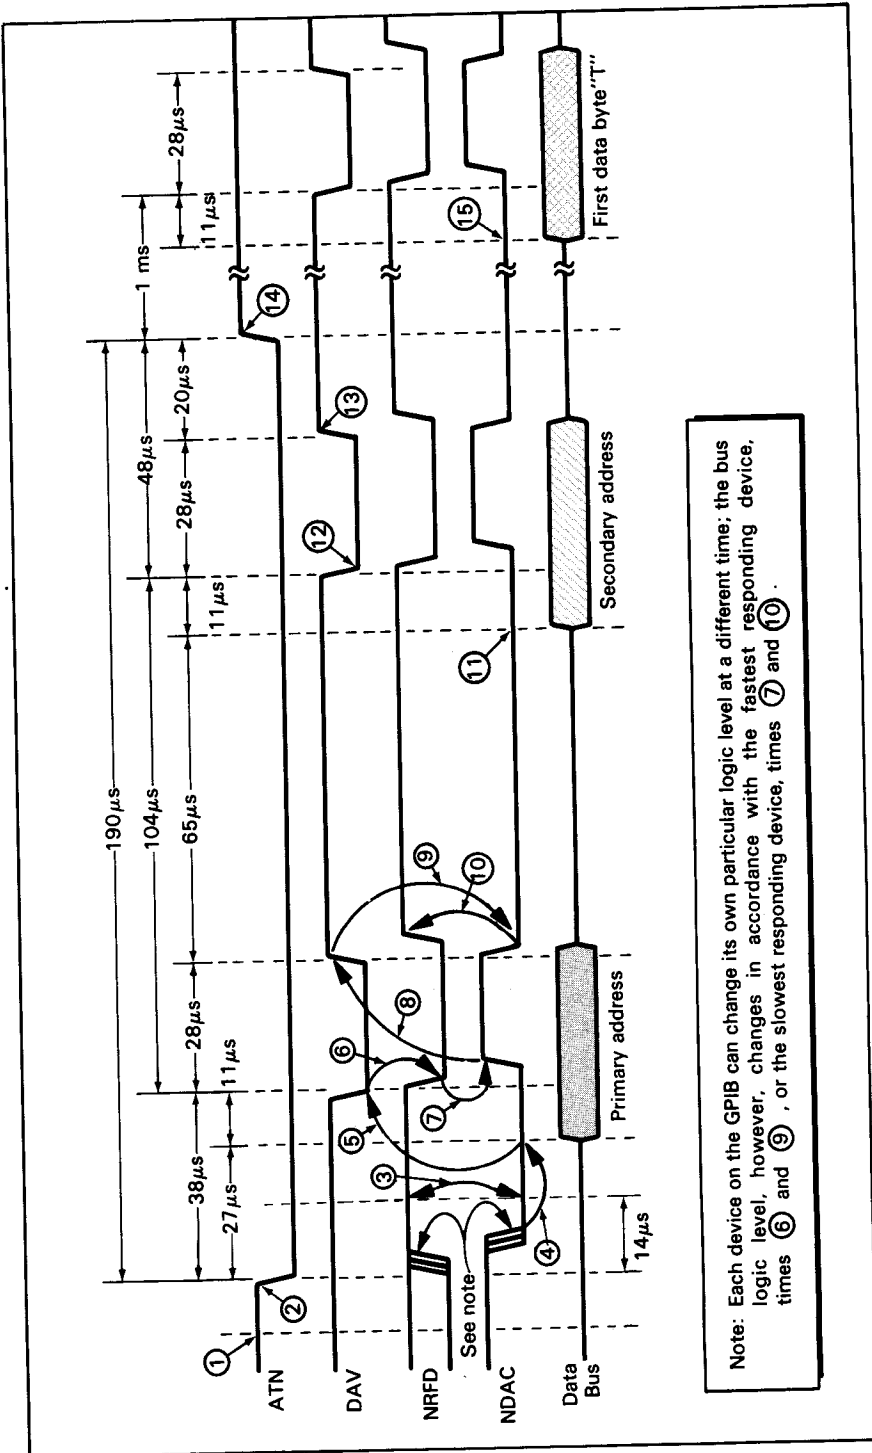 190μs
104μs
48μs
1 ms
38μs
28μs
65μs
28μs
20μs
28μs
27μs
11μs
11μs
11μs
1
2
14
ATN
5
6
8
9
12
13
DAV
3
7
10
NRFD
See note
4
11
15
NDAC
14μs
Data
Bus
Primary address
Secondary address
First data byte "T"
Note: Each device on the GPIB can change its own particular logic level at a different time; the bus
logic level, however, changes in accordance with the fastest responding device,
times 6 and 9 , or the slowest responding device, times 7 and 10 .